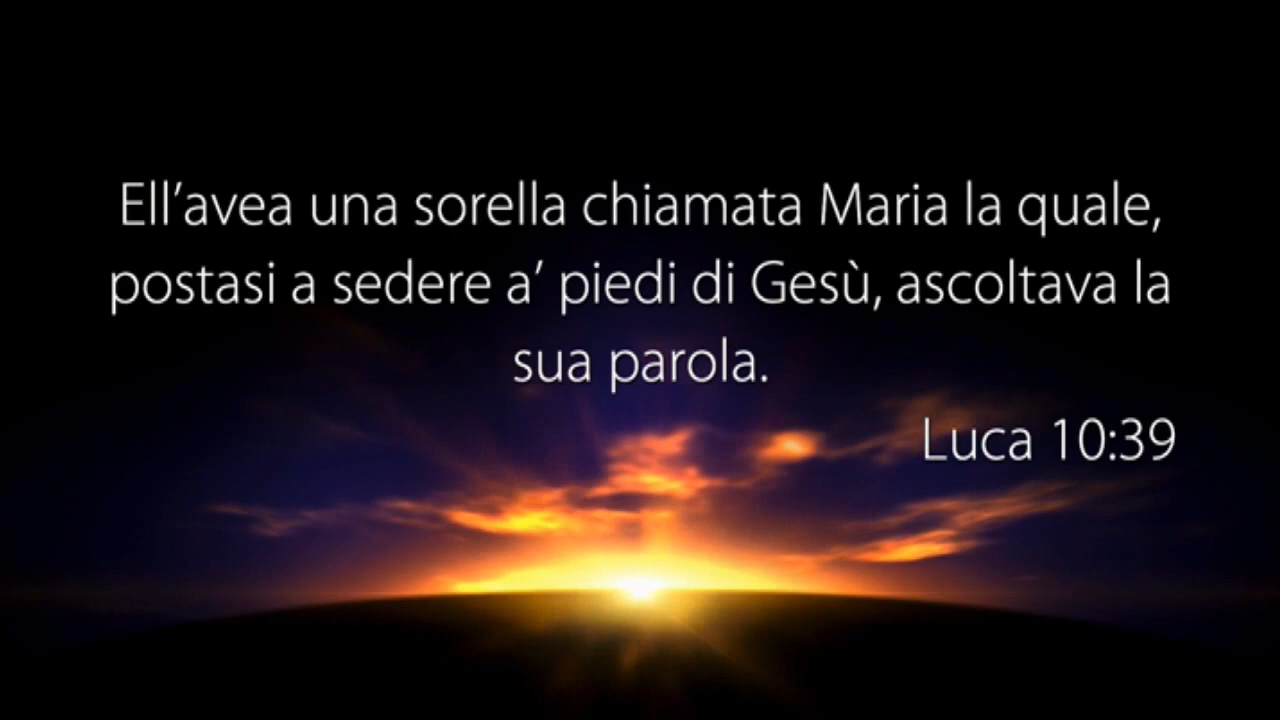 Ell’avea una sorella chiamata Maria la quale,
postasi a sedere a’ piedi di Gesù, ascoltava la
sua parola.
Luca 10:39